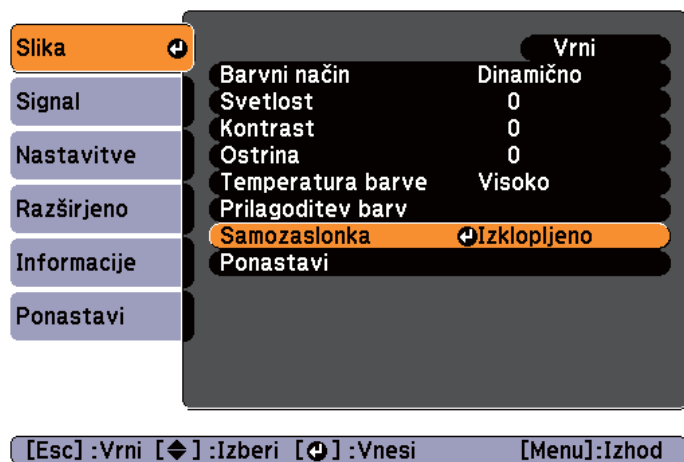 Slika
Signal
Nastavitve
Razširjeno
Informacije
Ponastavi
Vrni
Barvni način Dinamično
Svetlost 0
Kontrast 0
Ostrina 0
Temperatura barve Visoko
Prilagoditev barv
Samozaslonka Izklopljeno
Ponastavi
[Esc] :Vrni [◆] :Izberi [↵] :Vnesi [Menu]:Izhod